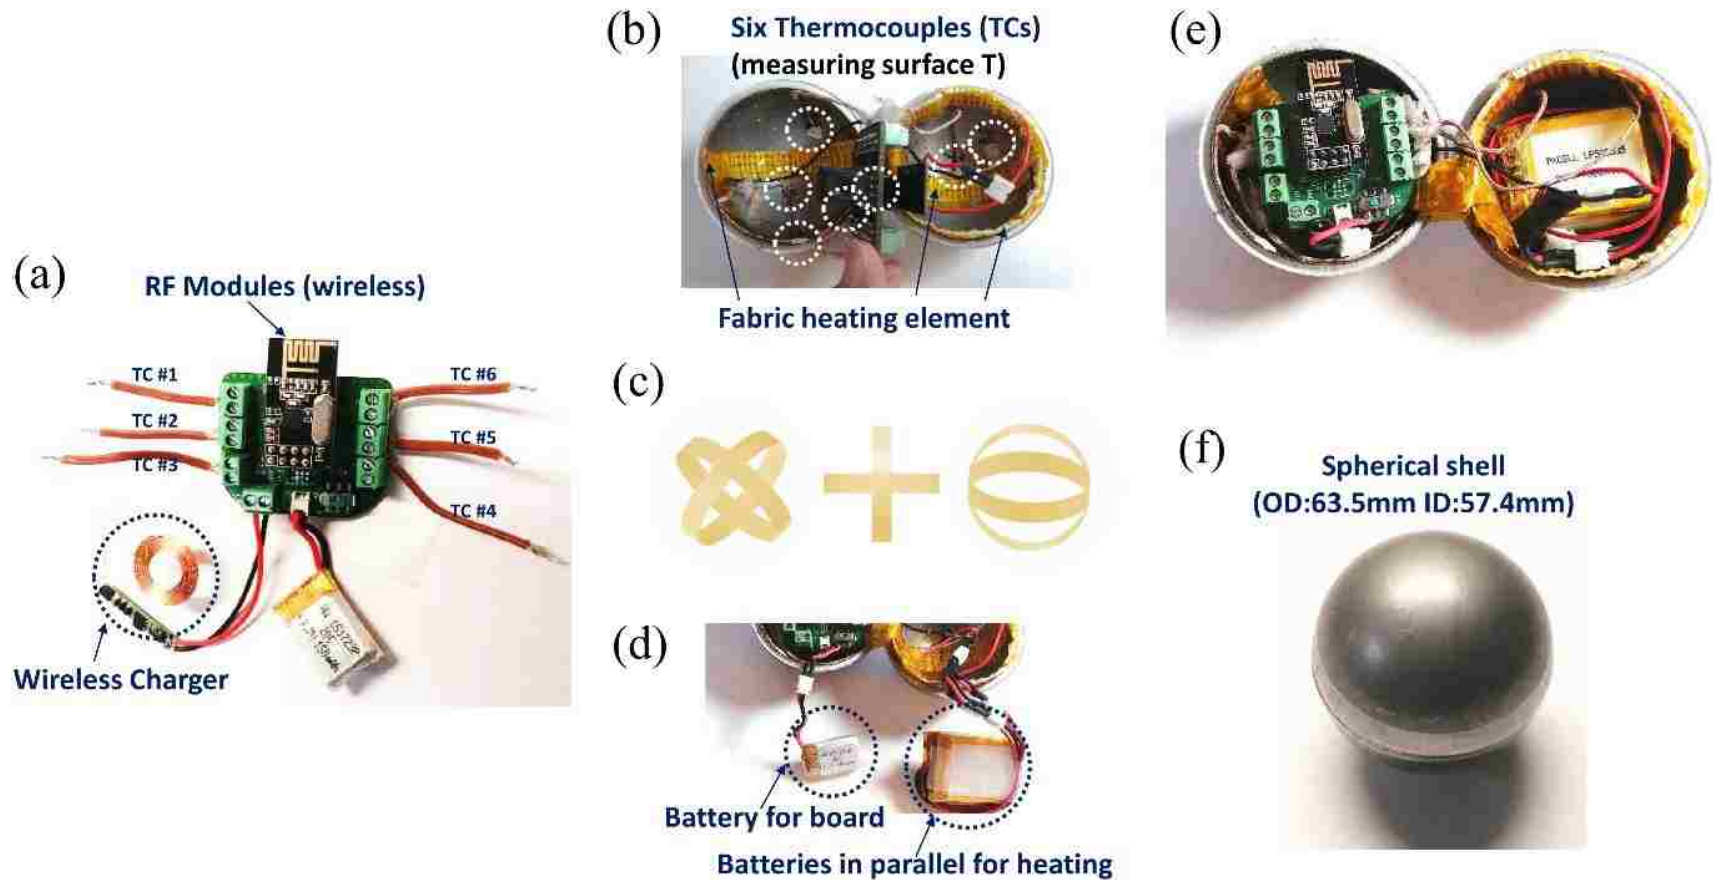 (a)
RF Modules (wireless)
TC #1
TC #2
TC #3
TC #6
TC #5
TC #4
Wireless Charger
(b)
Six Thermocouples (TCs)
(measuring surface T)
Fabric heating element
(c)
(d)
Battery for board
Batteries in parallel for heating
(e)
PKCELL
(f)
Spherical shell
(OD:63.5mm ID:57.4mm)